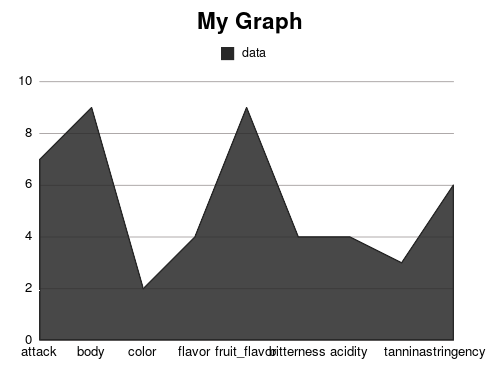 My Graph
data
10
8
6
4
2
0
attack body color flavor fruit_flavor bitterness acidity tannin astringency